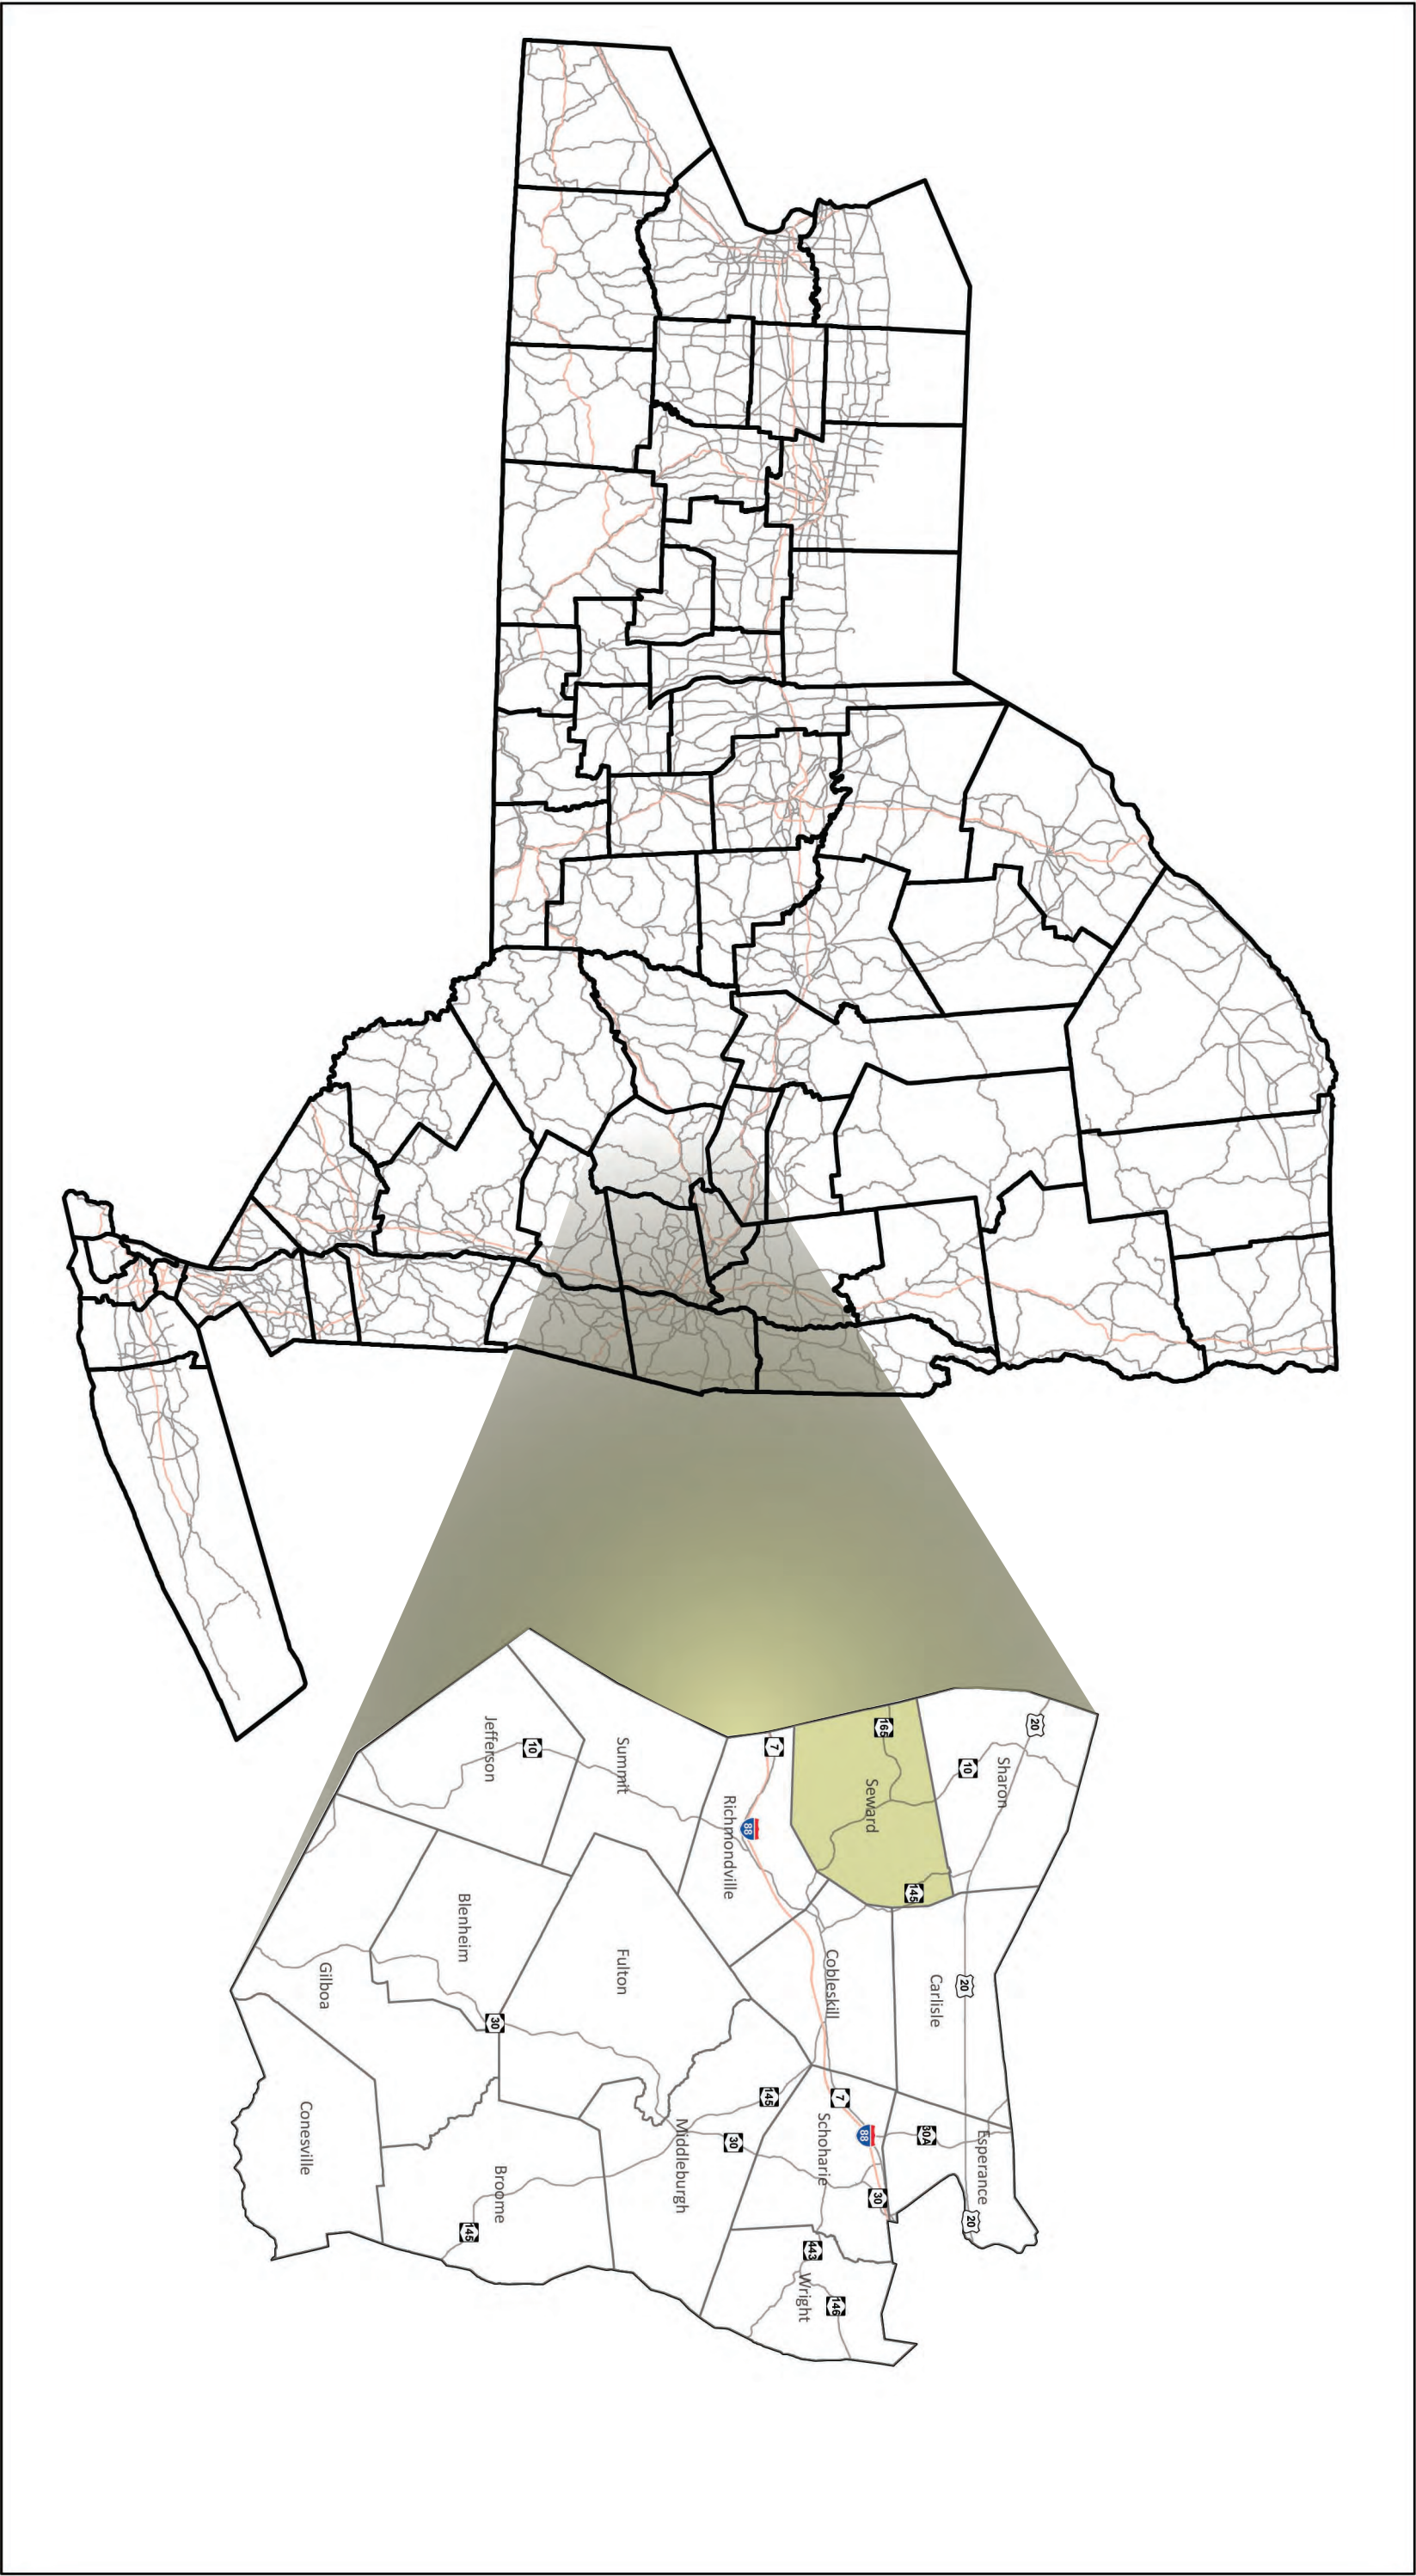 20
Sharon
Esperance
10
20
20
Carlisle
30A
145
165
30
Seward
88
7
146
Cobleskill
Schoharie
443
Wright
7
145
88
30
Richmondville
Middleburgh
Summit
Fulton
10
Broome
30
Jefferson
145
Blenheim
Gilboa
Conesville